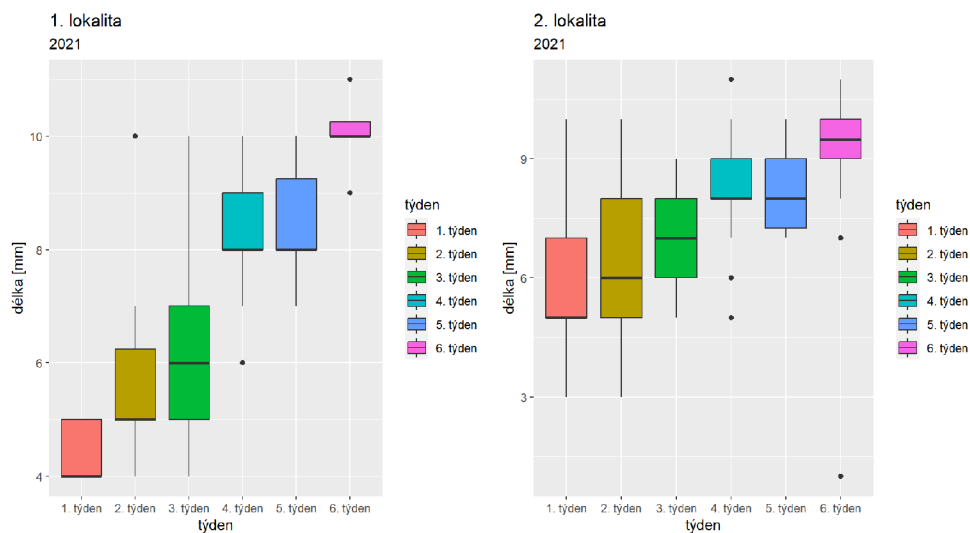 1. lokalita
2021
délka [mm]
10
8
6
4
1. týden 2. týden 3. týden 4. týden 5. týden 6. týden
týden
týden
1. týden
2. týden
3. týden
4. týden
5. týden
6. týden
2. lokalita
2021
délka [mm]
9
6
3
1. týden 2. týden 3. týden 4. týden 5. týden 6. týden
týden
týden
1. týden
2. týden
3. týden
4. týden
5. týden
6. týden